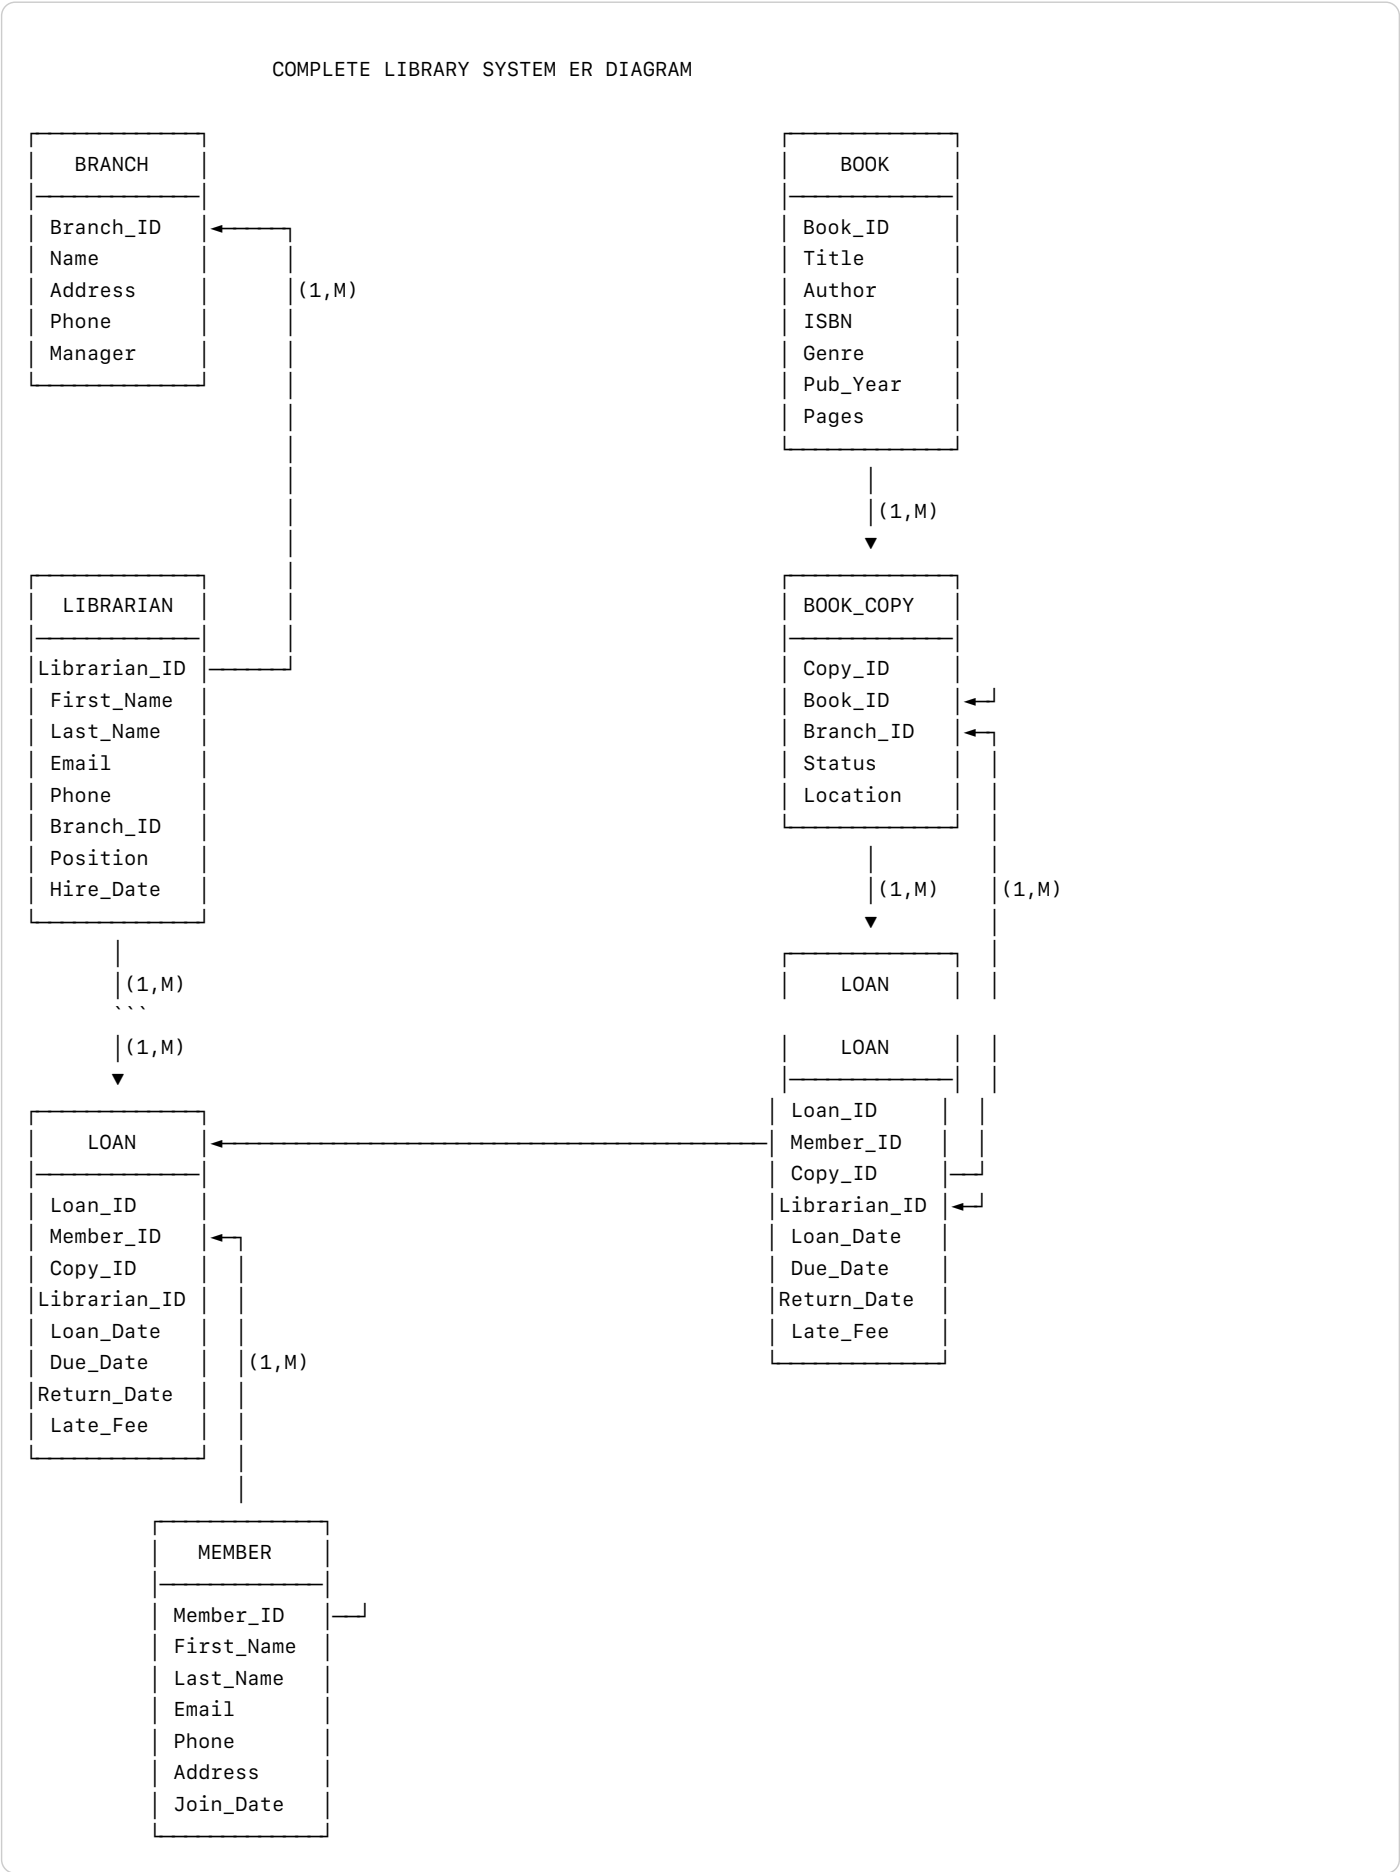 COMPLETE LIBRARY SYSTEM ER DIAGRAM
BRANCH
Branch_ID
Name
Address
Phone
Manager
(1,M)
BOOK
Book_ID
Title
Author
ISBN
Genre
Pub_Year
Pages
(1,M)
LIBRARIAN
Librarian_ID
First_Name
Last_Name
Email
Phone
Branch_ID
Position
Hire_Date
(1,M)
```
(1,M)
BOOK_COPY
Copy_ID
Book_ID
Branch_ID
Status
Location
(1,M)
(1,M)
LOAN
LOAN
Loan_ID
Member_ID
Copy_ID
Librarian_ID
Loan_Date
Due_Date
Return_Date
Late_Fee
LOAN
Loan_ID
Member_ID
Copy_ID
Librarian_ID
Loan_Date
Due_Date
Return_Date
Late_Fee
(1,M)
MEMBER
Member_ID
First_Name
Last_Name
Email
Phone
Address
Join_Date